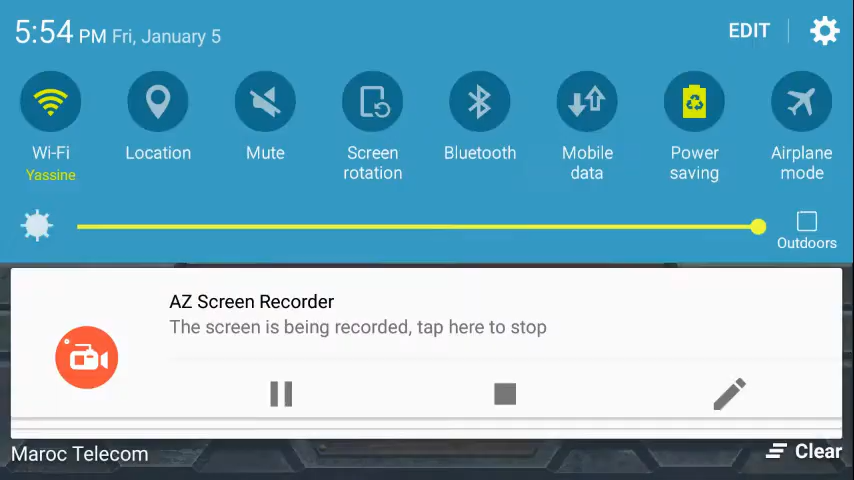 5:54 PM Fri, January 5 EDIT
Wi-Fi
Yassine
Location
Mute
Screen
rotation
Bluetooth
Mobile
data
Power
saving
Airplane
mode
Outdoors
AZ Screen Recorder
The screen is being recorded, tap here to stop
Maroc Telecom
Clear